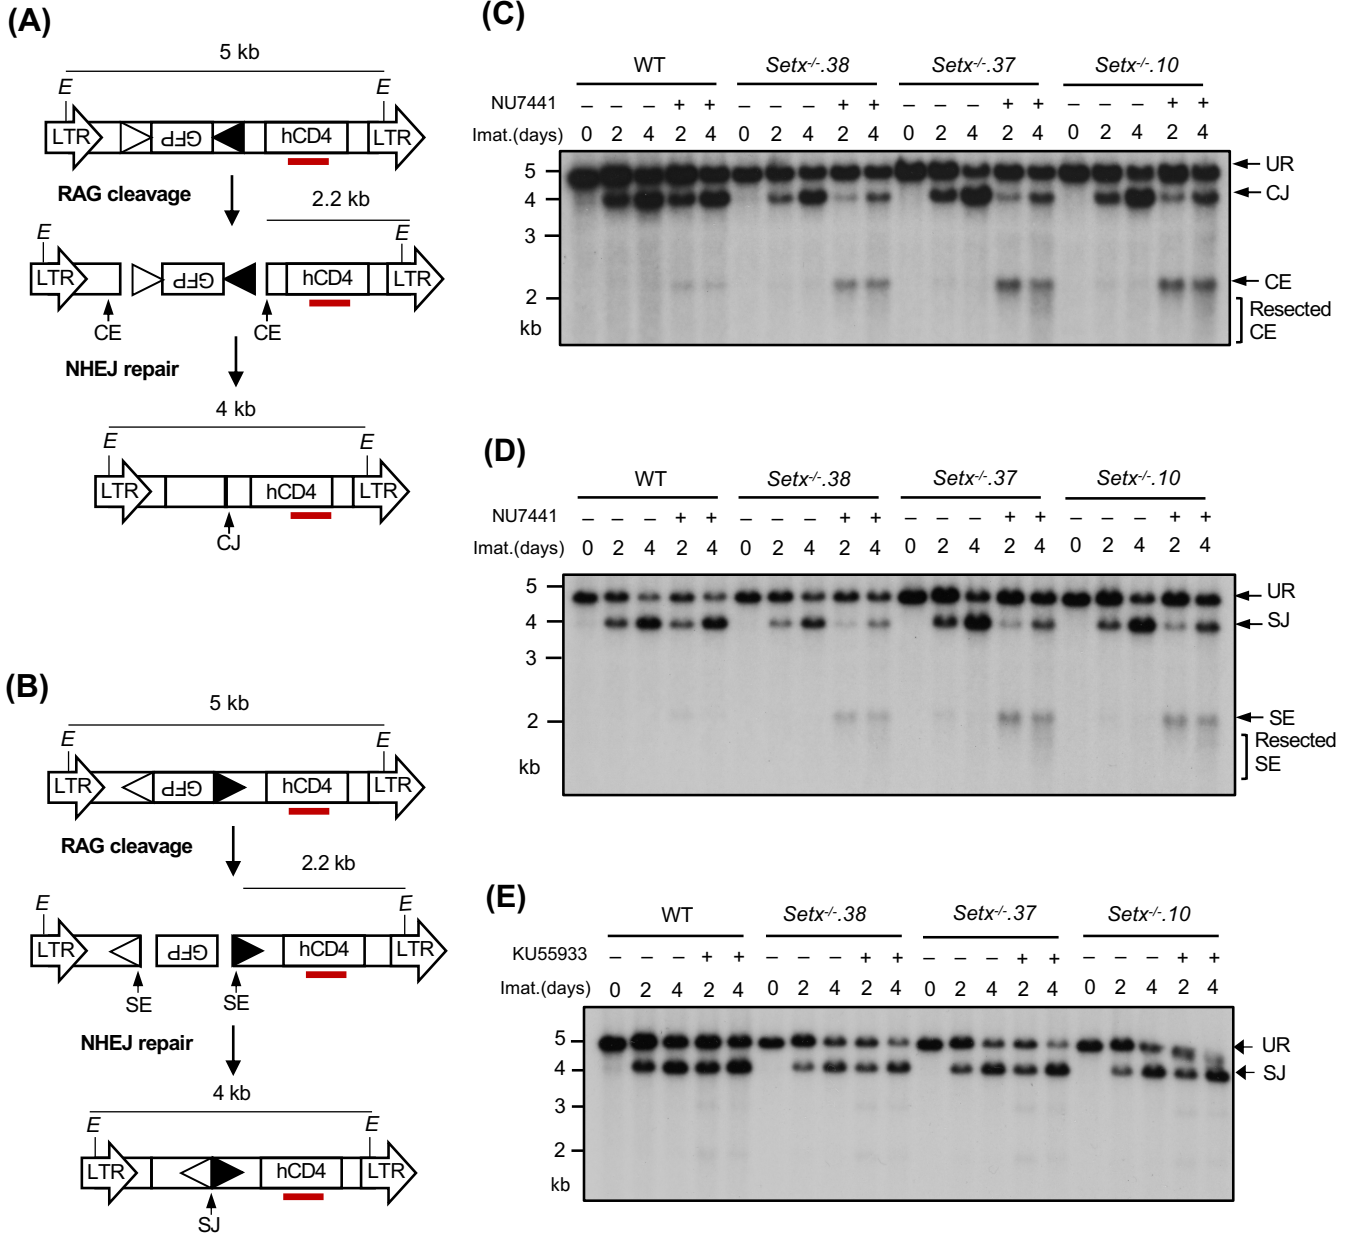 (A)
5 kb
E E
LTR GFP hCD4 LTR
RAG cleavage
2.2 kb
E E
LTR GFP hCD4 LTR
CE CE
NHEJ repair
4 kb
E E
LTR hCD4 LTR
CJ
(B)
5 kb
E E
LTR GFP hCD4 LTR
RAG cleavage
2.2 kb
E E
LTR GFP hCD4 LTR
SE SE
NHEJ repair
4 kb
E E
LTR hCD4 LTR
SJ
(C)
WT Setx-/-.38 Setx-/-.37 Setx-/-.10
NU7441 – – – + + – – – + + – – – + + – – – + +
Imat.(days) 0 2 4 2 4 0 2 4 2 4 0 2 4 2 4 0 2 4 2 4
5 UR
4 CJ
3
2 CE
kb Resected
CE
(D)
WT Setx-/-.38 Setx-/-.37 Setx-/-.10
NU7441 – – – + + – – – + + – – – + + – – – + +
Imat.(days) 0 2 4 2 4 0 2 4 2 4 0 2 4 2 4 0 2 4 2 4
5 UR
4 SJ
3
2 SE
kb Resected
SE
(E)
WT Setx-/-.38 Setx-/-.37 Setx-/-.10
KU55933 – – – + + – – – + + – – – + + – – – + +
Imat.(days) 0 2 4 2 4 0 2 4 2 4 0 2 4 2 4 0 2 4 2 4
5 UR
4 SJ
3
2
kb